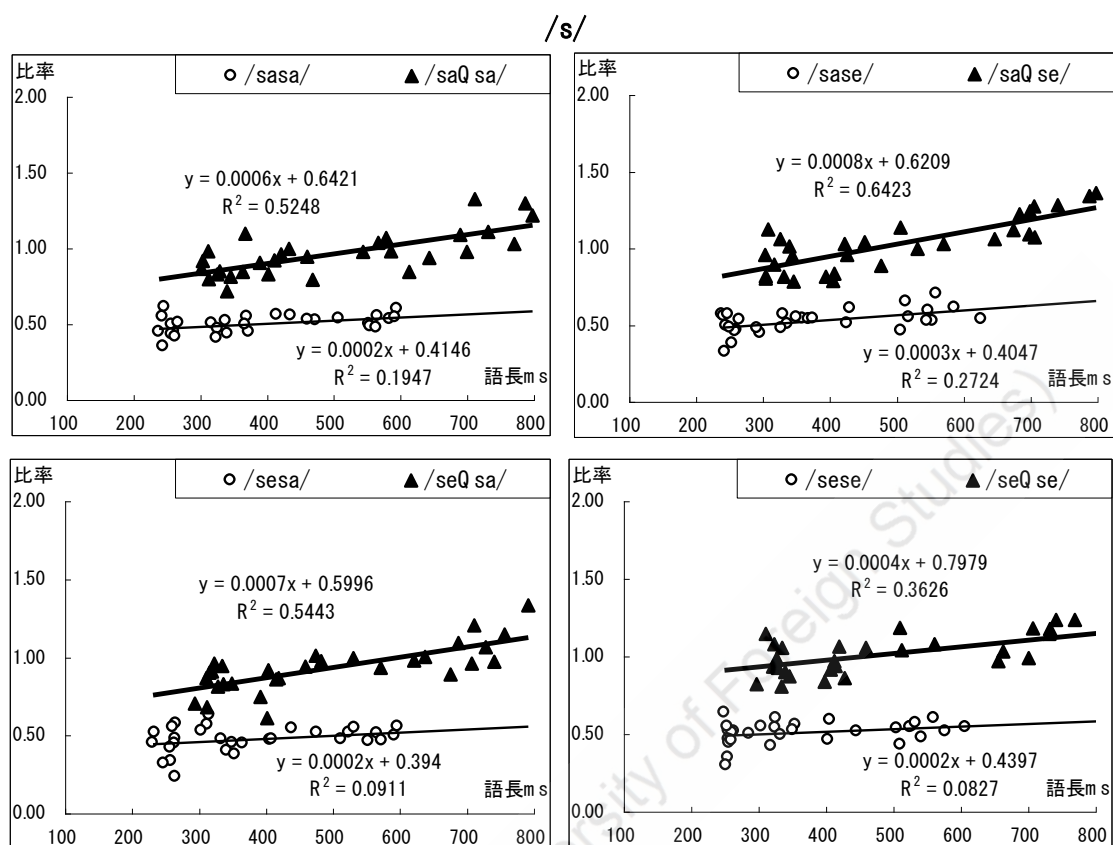 /s/
比率
○ /sasa/ ▲ /saQ sa/
2.00
1.50
y = 0.0006x + 0.6421
R² = 0.5248
1.00
0.50
y = 0.0002x + 0.4146
R² = 0.1947
語長ms
0.00
100 200 300 400 500 600 700 800
比率
○ /sase/ ▲ /saQ se/
2.00
1.50
y = 0.0008x + 0.6209
R² = 0.6423
1.00
0.50
y = 0.0003x + 0.4047
R² = 0.2724
語長ms
0.00
100 200 300 400 500 600 700 800
比率
○ /sesa/ ▲ /seQ sa/
2.00
1.50
y = 0.0007x + 0.5996
R² = 0.5443
1.00
0.50
y = 0.0002x + 0.394
R² = 0.0911
語長ms
0.00
100 200 300 400 500 600 700 800
比率
○ /sese/ ▲ /seQ se/
2.00
1.50
y = 0.0004x + 0.7979
R² = 0.3626
1.00
0.50
y = 0.0002x + 0.4397
R² = 0.0827
語長ms
0.00
100 200 300 400 500 600 700 800
of Foreign Studies)